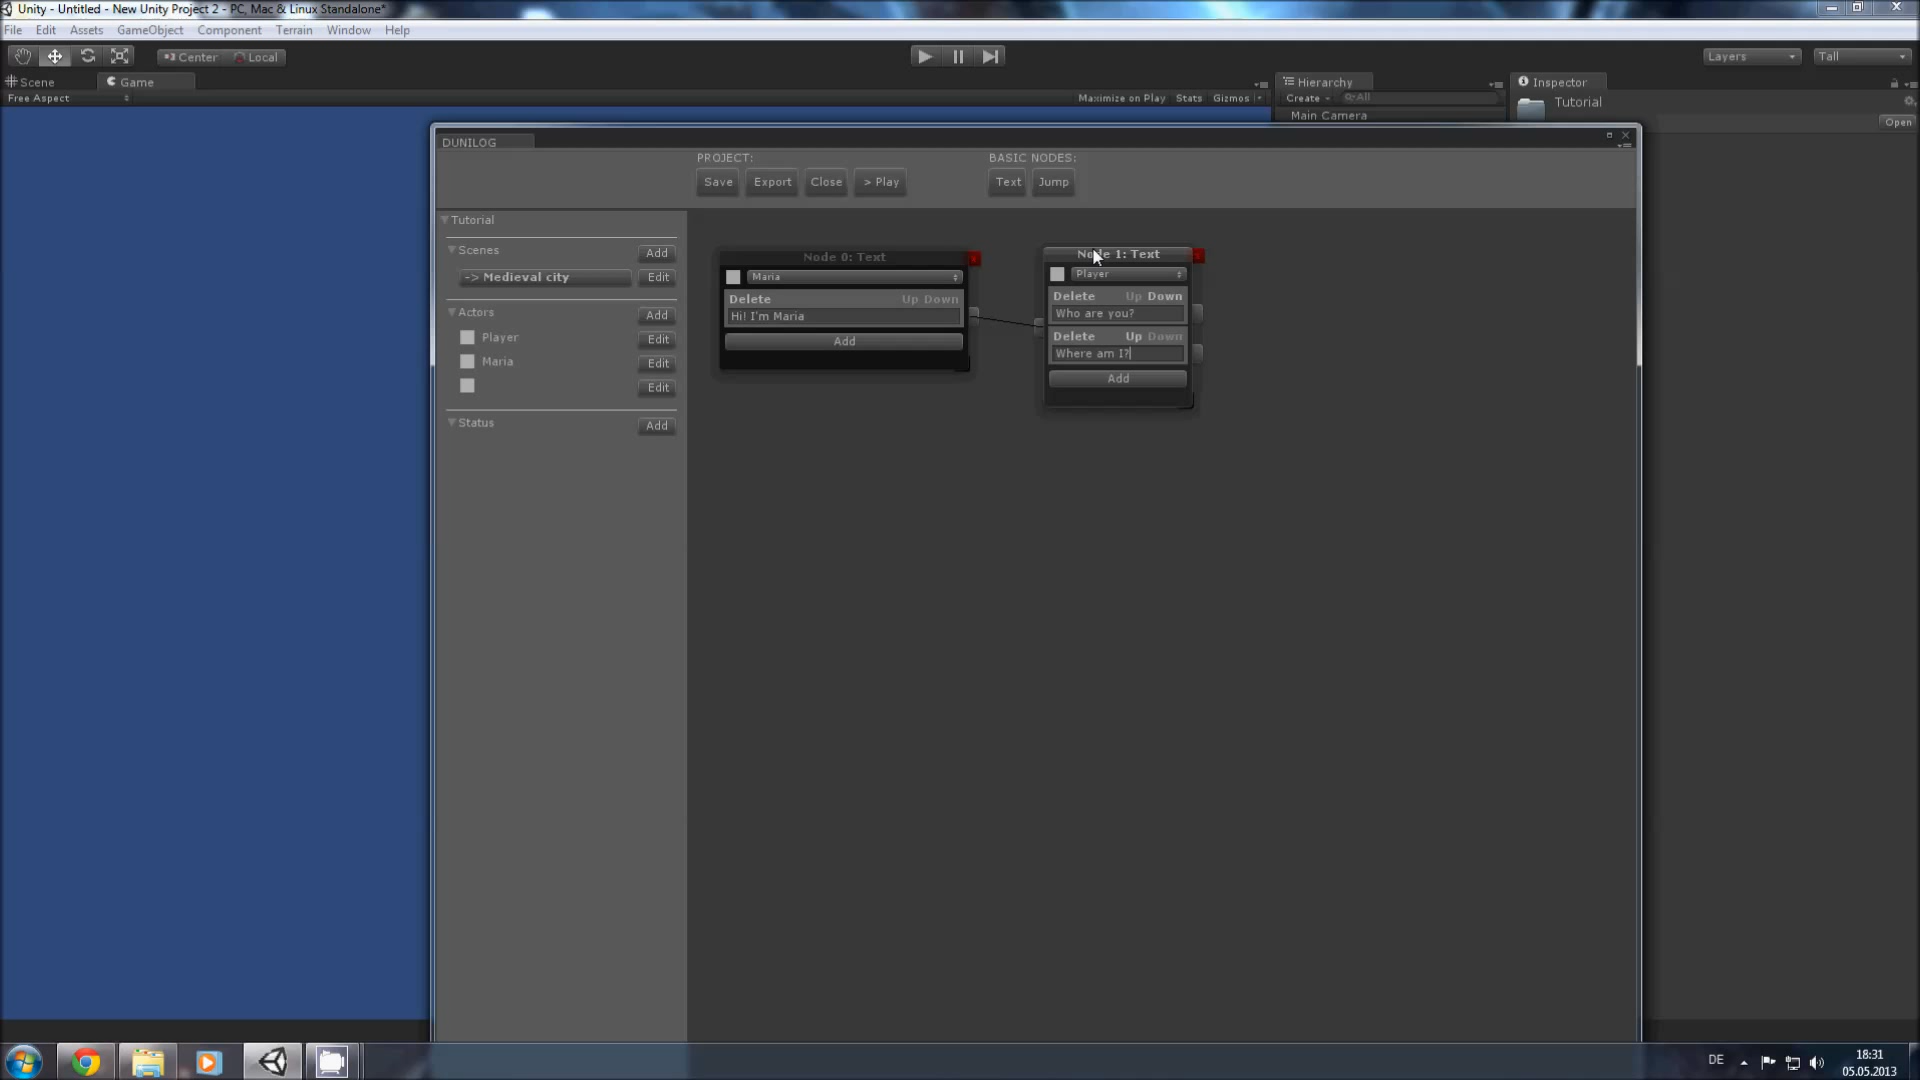 Unity - Untitled - New Unity Project 2 - PC, Mac & Linux Standalone*
File Edit Assets GameObject Component Terrain Window Help
Center Local
Layers
Tall
Scene
Game
Free Aspect
Maximize on Play Stats Gizmos
Hierarchy
Create
All
Main Camera
Inspector
Tutorial
Open
DUNILOG
PROJECT:
Save Export Close > Play
BASIC NODES:
Text Jump
Tutorial
Scenes Add
-> Medieval city Edit
Actors Add
Player Edit
Maria Edit
Edit
Status Add
Node 0: Text
Maria
Delete Up Down
Hi! I'm Maria
Add
Node 1: Text
Player
Delete Up Down
Who are you?
Delete Up Down
Where am I?
Add
DE
18:31
05.05.2013